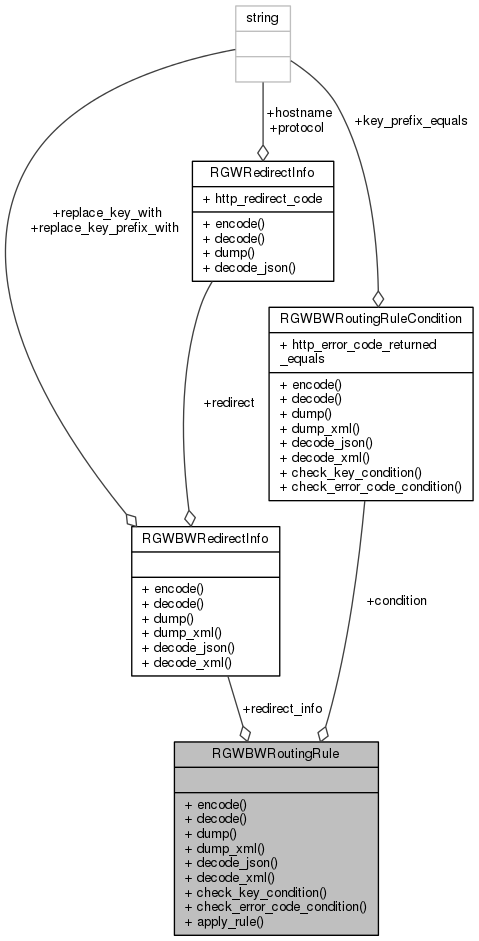 string
+hostname
+protocol
+key_prefix_equals
RGWRedirectInfo
+ http_redirect_code
+ encode()
+ decode()
+ dump()
+ decode_json()
+replace_key_with
+replace_key_prefix_with
RGWBWRoutingRuleCondition
+ http_error_code_returned
_equals
+ encode()
+ decode()
+ dump()
+ dump_xml()
+ decode_json()
+ decode_xml()
+ check_key_condition()
+ check_error_code_condition()
+redirect
RGWBWRedirectInfo
+ encode()
+ decode()
+ dump()
+ dump_xml()
+ decode_json()
+ decode_xml()
+condition
+redirect_info
RGWBWRoutingRule
+ encode()
+ decode()
+ dump()
+ dump_xml()
+ decode_json()
+ decode_xml()
+ check_key_condition()
+ check_error_code_condition()
+ apply_rule()